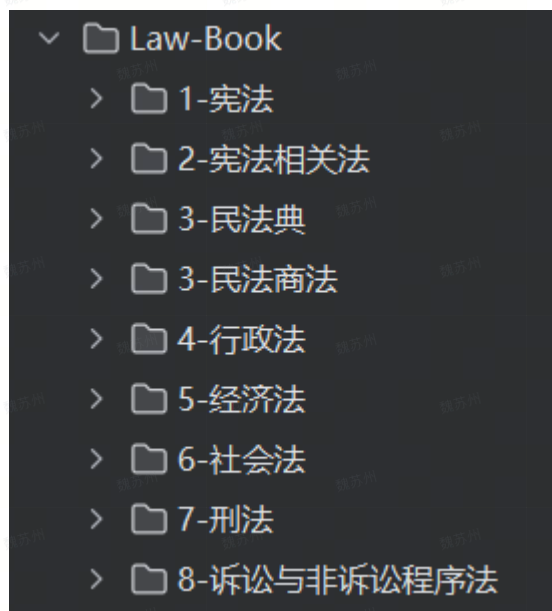 Law-Book
1-宪法
2-宪法相关法
3-民法典
3-民法商法
4-行政法
5-经济法
6-社会法
7-刑法
8-诉讼与非诉讼程序法